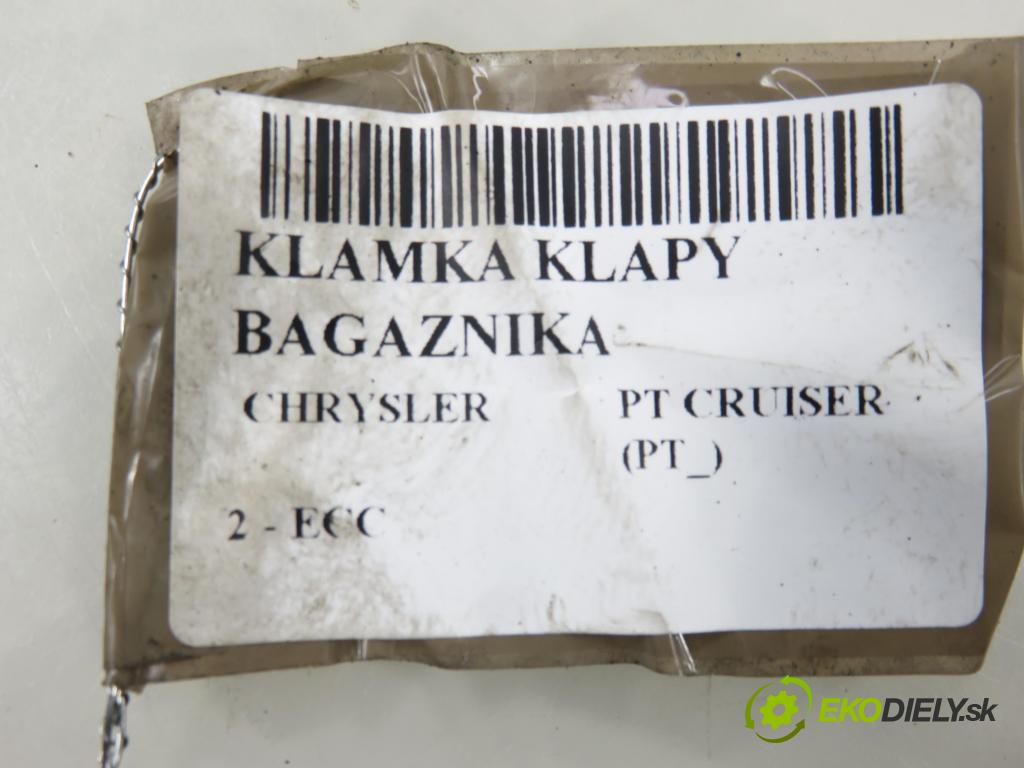 KLAMKA KLAPY
BAGAZNIKA
CHRYSLER PT CRUISER
(PT_)
2 - ECC
EKODIELY.sk